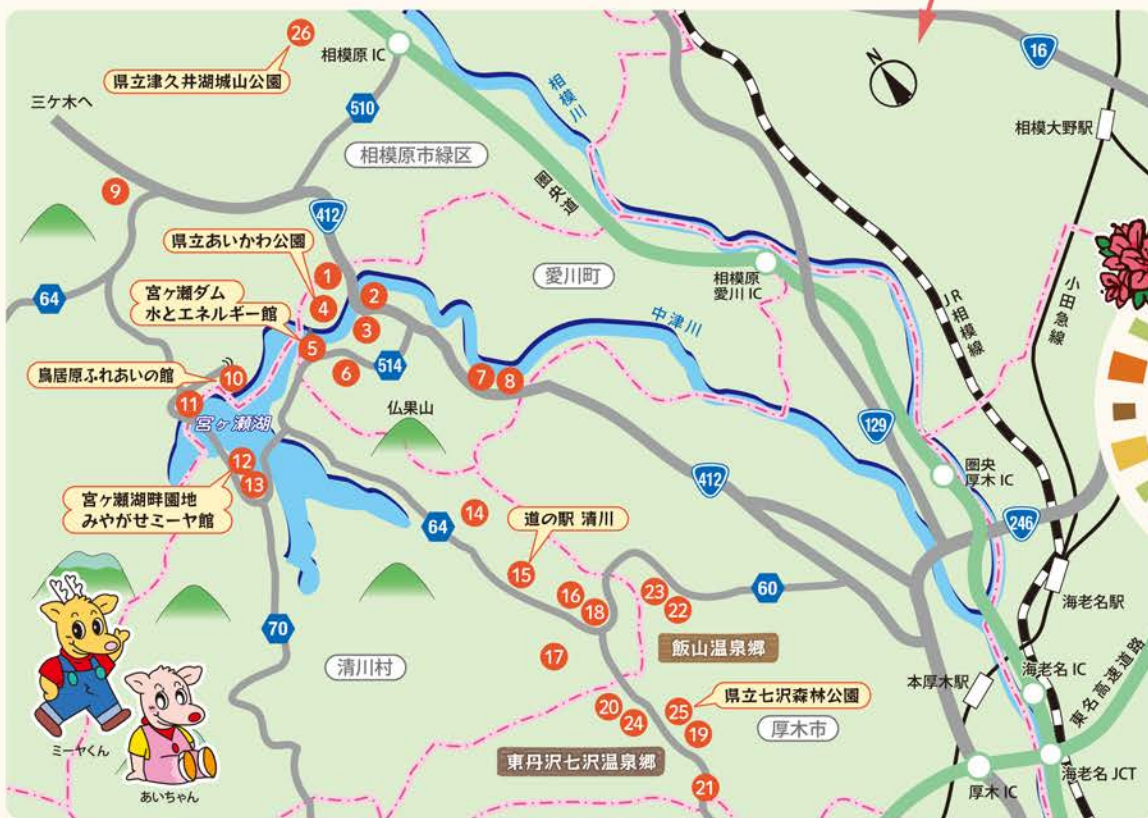 26
相模原 IC
県立津久井湖城山公園
三ケ木へ
510
相模川
N
16
相模大野駅
相模原市緑区
9
圏央道
412
県立あいかわ公園
1
4
2
3
愛川町
相模原
愛川 IC
JR相模線
小田急線
64
宮ヶ瀬ダム
水とエネルギー館
5
6
514
中津川
7
8
鳥居原ふれあいの館
10
11
宮ヶ瀬湖
仏果山
129
圏央
厚木 IC
12
13
宮ヶ瀬湖畔園地
みやがせミーヤ館
412
246
64
14
道の駅 清川
15
16
18
23
22
60
海老名駅
飯山温泉郷
70
清川村
17
県立七沢森林公園
本厚木駅
海老名 IC
東名高速道路
20
24
25
19
厚木市
東丹沢七沢温泉郷
21
厚木 IC
海老名 JCT
ミーヤくん
あいちゃん